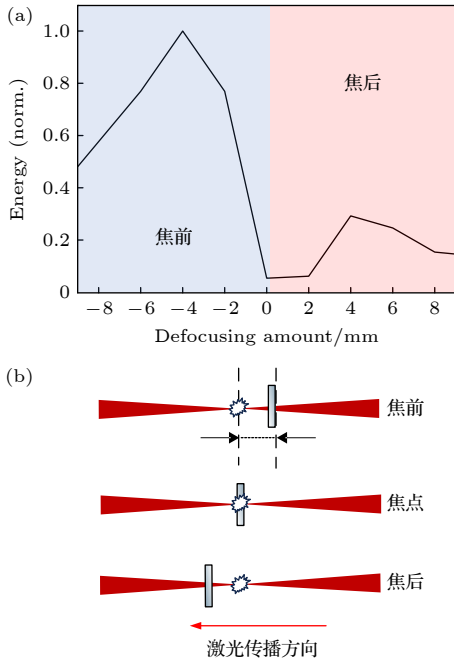 (a)
1.0
0.8
0.6
0.4
0.2
0
Energy (norm.)
焦前
焦后
−8 −6 −4 −2 0 2 4 6 8
Defocusing amount/mm
(b)
焦前
焦点
焦后
激光传播方向